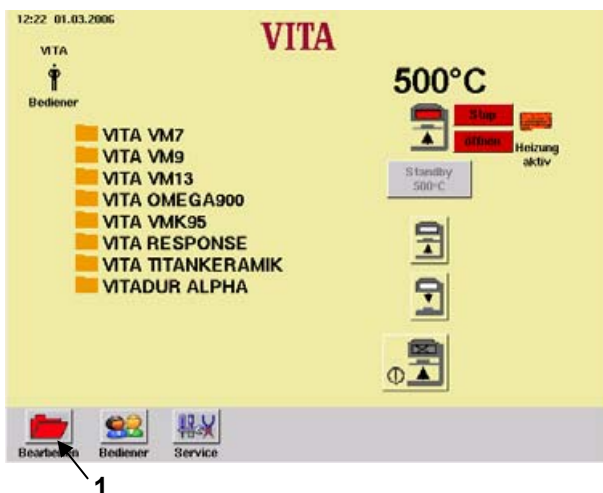 12:22 01.03.2006
VITA
VITA
Bediener
500°C
Stop
öffnen
Heizung
aktiv
Standby
500°C
VITA VM7
VITA VM9
VITA VM13
VITA OMEGA900
VITA VMK95
VITA RESPONSE
VITA TITANKERAMIK
VITADUR ALPHA
Bearbeiten
Bediener
Service
1